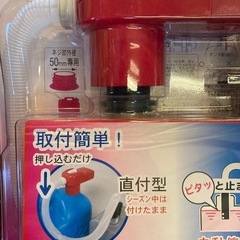 ネジ部外径
50mm専用
取付簡単!
押し込むだけ
直付型
シーズン中は
付けたまま
ピタッ
と止ま